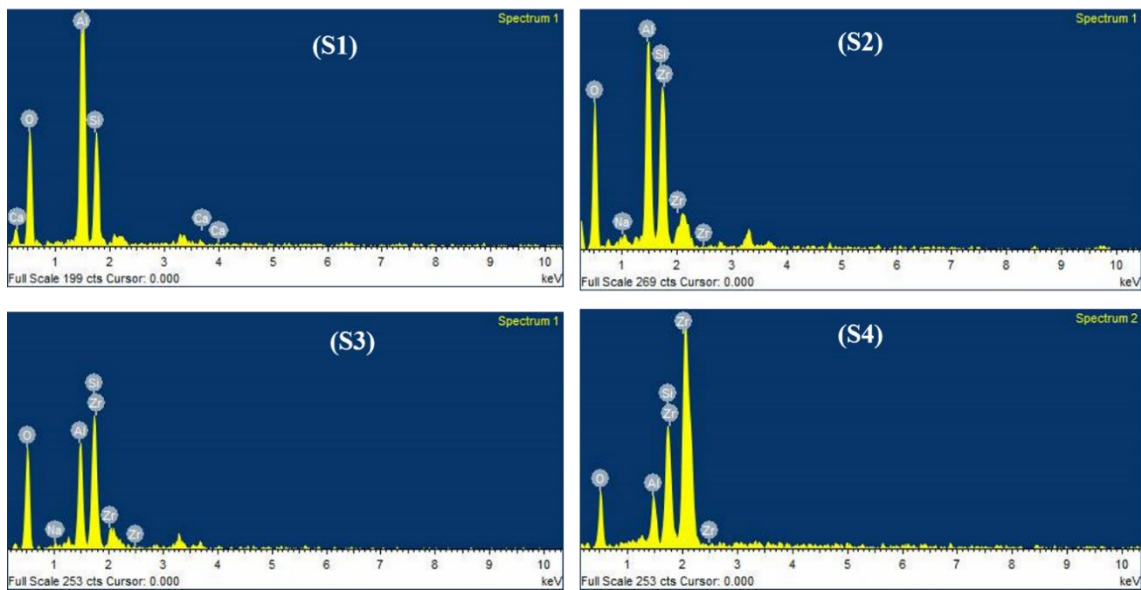 Spectrum 1
(S1)
Al
O
Si
Ca
Ca
Ca
1 2 3 4 5 6 7 8 9 10
Full Scale 199 cts Cursor: 0.000
keV
Spectrum 1
(S2)
Al
Si
Zr
O
Na
Zr
Zr
1 2 3 4 5 6 7 8 9 10
Full Scale 269 cts Cursor: 0.000
keV
Spectrum 1
(S3)
Si
Zr
O
Al
Na
Zr
Zr
1 2 3 4 5 6 7 8 9 10
Full Scale 253 cts Cursor: 0.000
keV
Spectrum 2
(S4)
Zr
Si
Zr
O
Al
Zr
1 2 3 4 5 6 7 8 9 10
Full Scale 253 cts Cursor: 0.000
keV